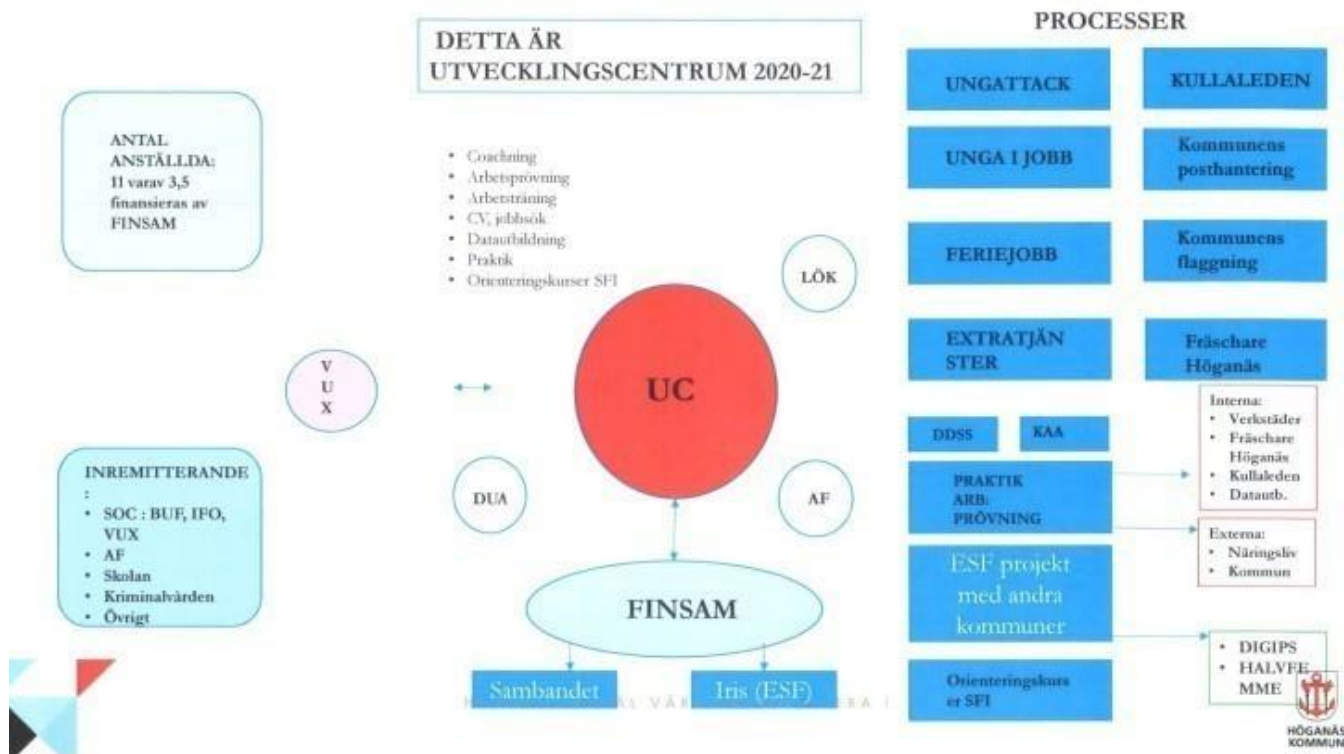 DETTA ÄR
UTVECKLINGSCENTRUM 2020-21
ANTAL
ANSTÄLLDA:
11 varav 3,5
finansieras av
FINSAM
• Coachning
• Arbetsprövning
• Arbetsträning
• CV, jobbsök
• Datautbildning
• Praktik
• Orienteringskurser SFI
LÖK
V
U
X
UC
DUA
AF
INREMITTERANDE
:
• SOC : BUF, IFO,
VUX
• AF
• Skolan
• Kriminalvården
• Övrigt
FINSAM
Sambandet
Iris (ESF)
PROCESSER
UNGATTACK
KULLALEDEN
UNGA I JOBB
Kommunens
posthantering
FERIEJOBB
Kommunens
flaggning
EXTRATJÄN
STER
Fräschare
Höganäs
DDSS
KAA
PRAKTIK
ARB:
PRÖVNING
Interna:
• Verkstäder
• Fräschare
Höganäs
• Kullaleden
• Datautb.
Externa:
• Näringsliv
• Kommun
ESF projekt
med andra
kommuner
• DIGIPS
• HALVFE
MME
Orienteringskurs
er SFI
HÖGANÄS
KOMMUN